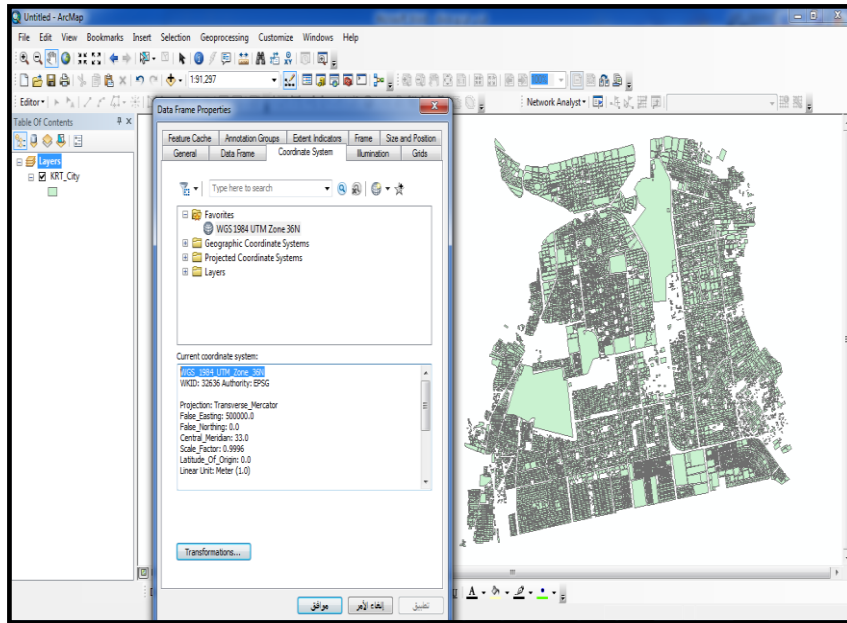 Untitled - ArcMap
File Edit View Bookmarks Insert Selection Geoprocessing Customize Windows Help
1:91,297
Editor
Network Analyst
Table Of Contents
Layers
KRT_City
Data Frame Properties
Feature Cache Annotation Groups Extent Indicators Frame Size and Position
General Data Frame Coordinate System Illumination Grids
Type here to search
Favorites
WGS 1984 UTM Zone 36N
Geographic Coordinate Systems
Projected Coordinate Systems
Layers
Current coordinate system:
WGS_1984_UTM_Zone_36N
WKID: 32636 Authority: EPSG
Projection: Transverse_Mercator
False_Easting: 500000.0
False_Northing: 0.0
Central_Meridian: 33.0
Scale_Factor: 0.9996
Latitude_Of_Origin: 0.0
Linear Unit: Meter (1.0)
Transformations...
موافق إلغاء الأمر تطبيق
A